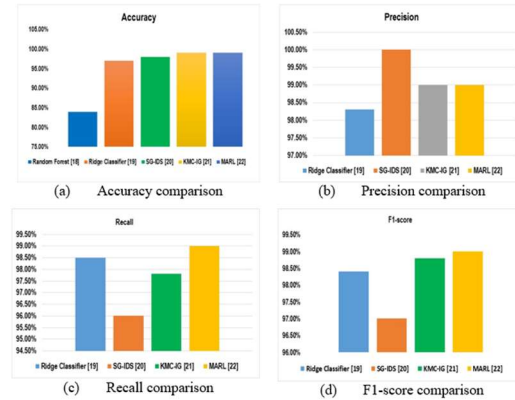 Accuracy
105.00%
100.00%
95.00%
90.00%
85.00%
80.00%
75.00%
Random Forrest [18] Ridge Classifier [19] SG-IDS [20] KMC-IG [21] MARL [22]
(a) Accuracy comparison
Precision
100.50%
100.00%
99.50%
99.00%
98.50%
98.00%
97.50%
97.00%
Ridge Classifier [19] SG-IDS [20] KMC-IG [21] MARL [22]
(b) Precision comparison
Recall
99.50%
99.00%
98.50%
98.00%
97.50%
97.00%
96.50%
96.00%
95.50%
95.00%
94.50%
Ridge Classifier [19] SG-IDS [20] KMC-IG [21] MARL [22]
(c) Recall comparison
F1-score
99.50%
99.00%
98.50%
98.00%
97.50%
97.00%
96.50%
96.00%
Ridge Classifier [19] SG-IDS [20] KMC-IG [21] MARL [22]
(d) F1-score comparison